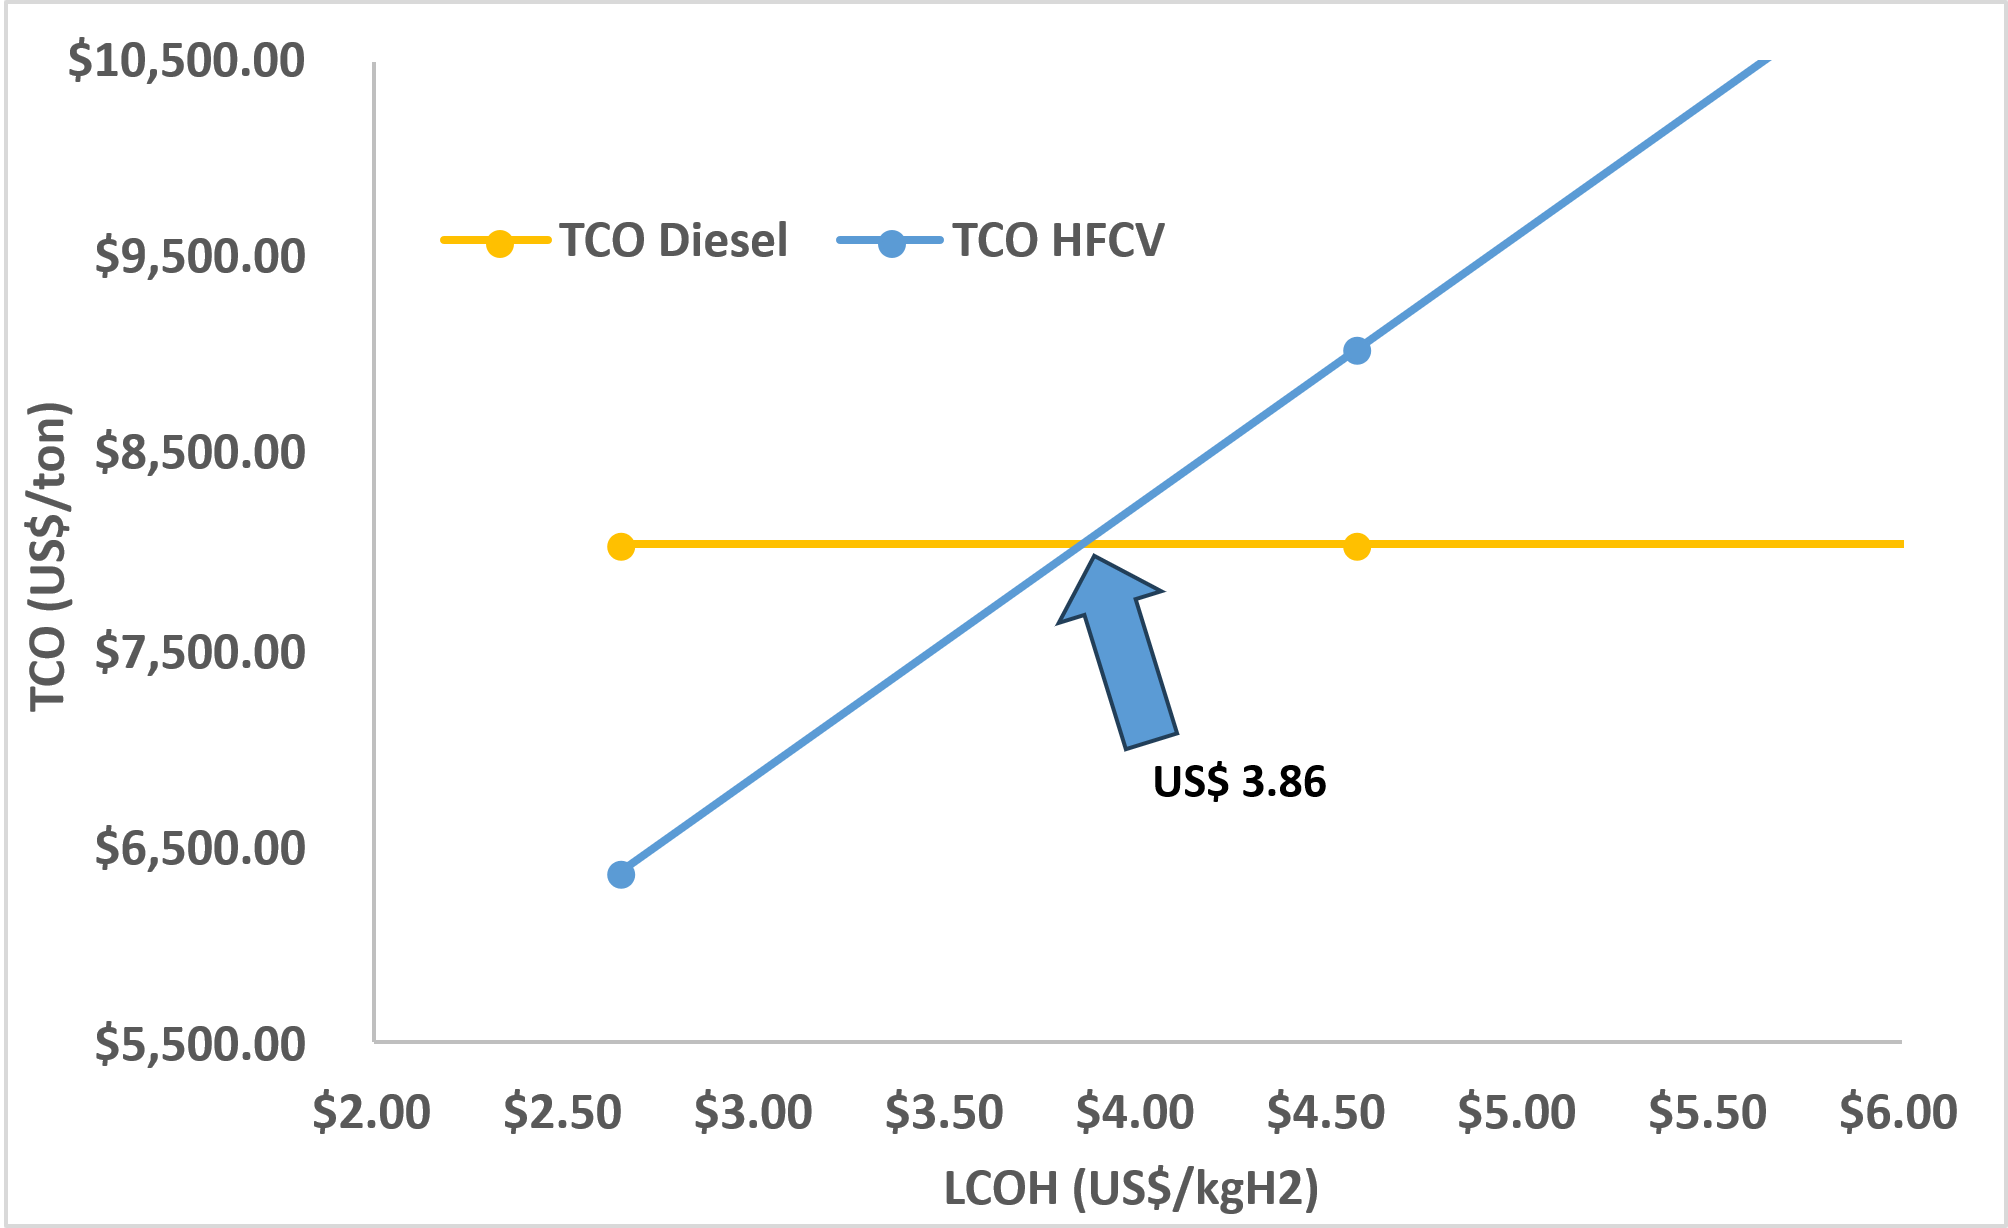 $10,500.00
$9,500.00
$8,500.00
$7,500.00
$6,500.00
$5,500.00
TCO (US$/ton)
TCO Diesel TCO HFCV
US$ 3.86
$2.00 $2.50 $3.00 $3.50 $4.00 $4.50 $5.00 $5.50 $6.00
LCOH (US$/kgH2)